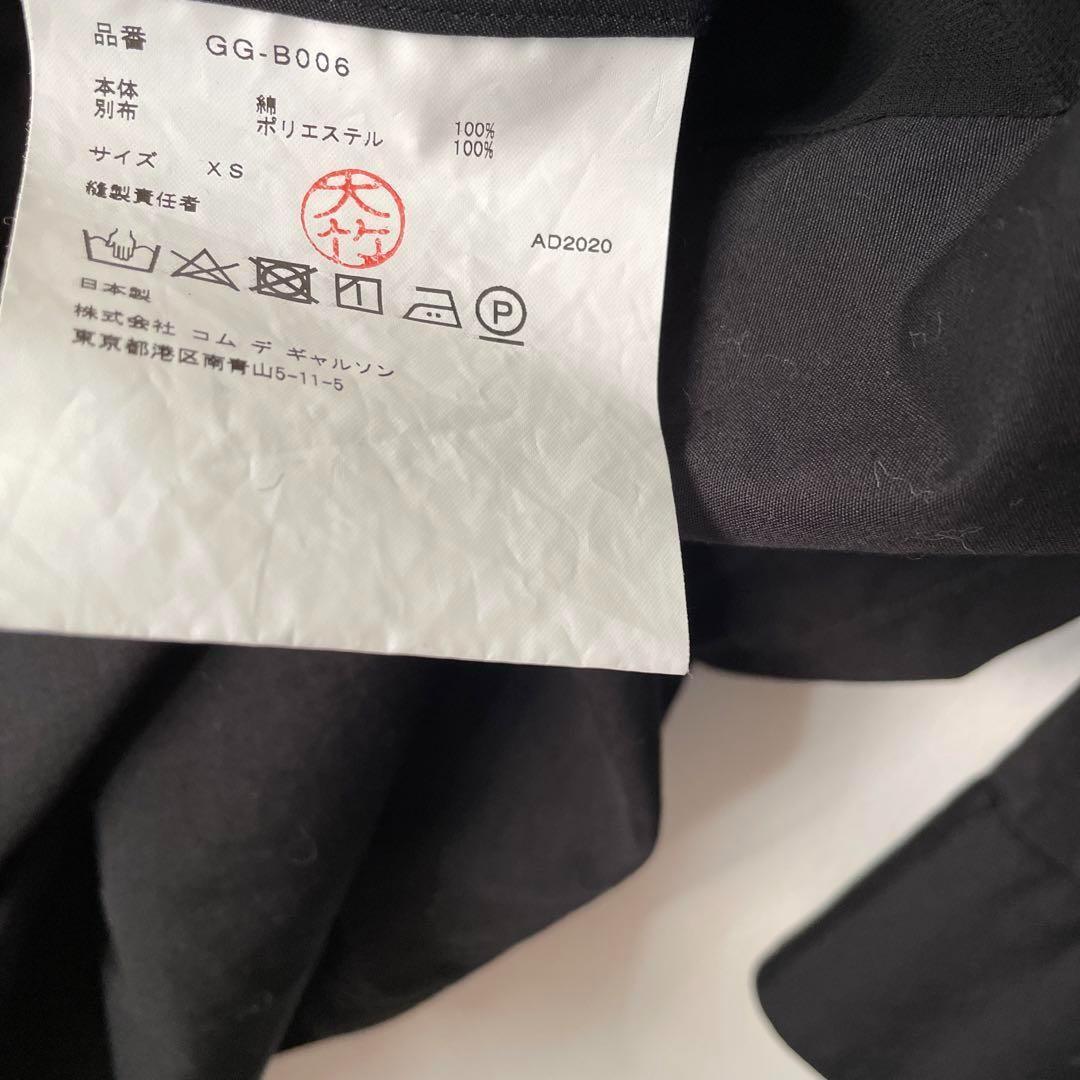 品番 GG-B006
本体 綿 100%
別布 ポリエステル 100%
サイズ XS
縫製責任者 大竹
AD2020
P
日本製
株式会社 コム デ ギャルソン
東京都港区南青山5-11-5